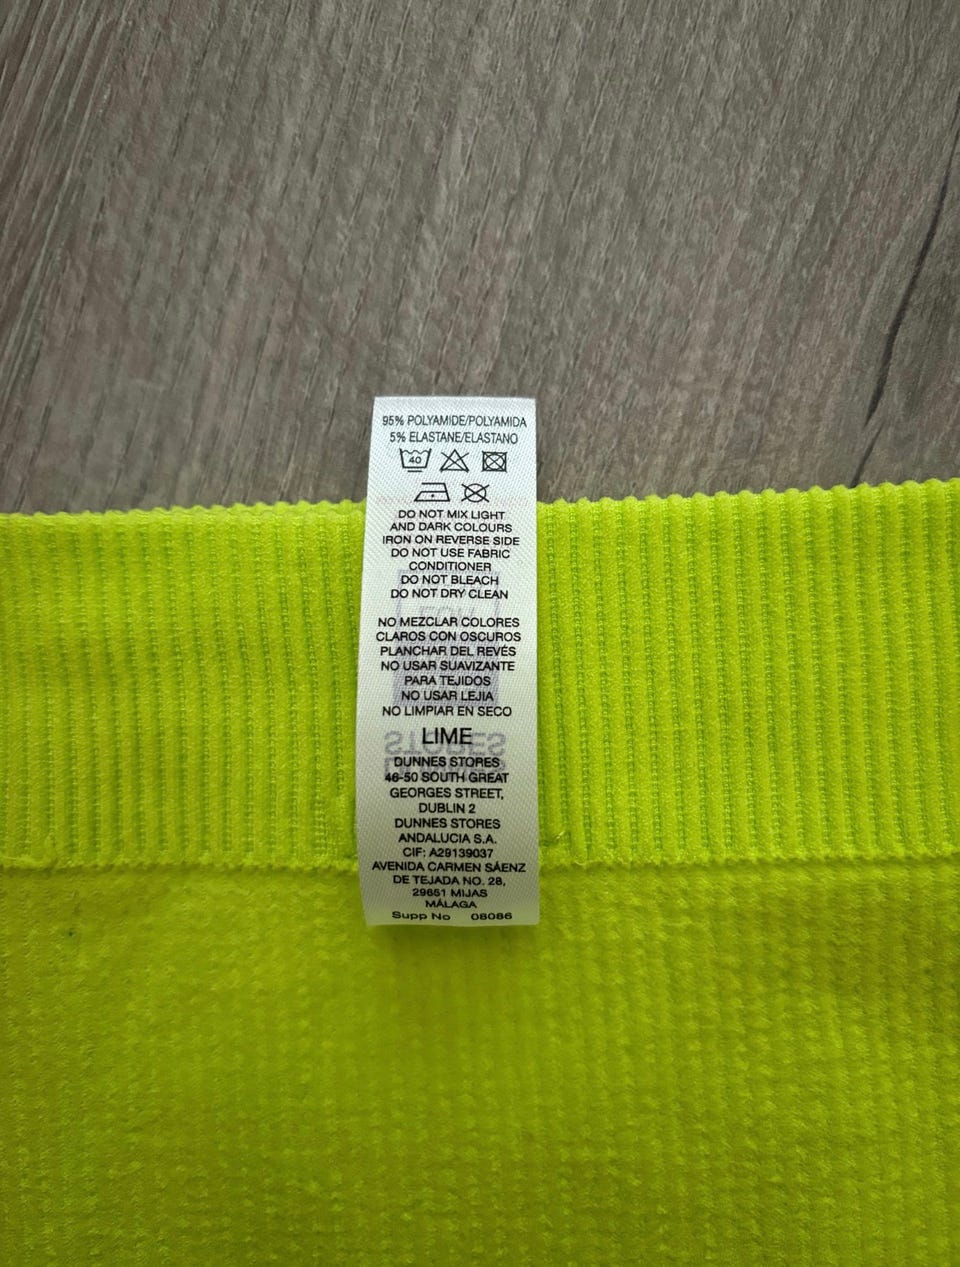 95% POLYAMIDE/POLYAMIDA
5% ELASTANE/ELASTANO
40
DO NOT MIX LIGHT
AND DARK COLOURS
IRON ON REVERSE SIDE
DO NOT USE FABRIC
CONDITIONER
DO NOT BLEACH
DO NOT DRY CLEAN
NO MEZCLAR COLORES
CLAROS CON OSCUROS
PLANCHAR DEL REVÉS
NO USAR SUAVIZANTE
PARA TEJIDOS
NO USAR LEJIA
NO LIMPIAR EN SECO
LIME
DUNNES STORES
46-50 SOUTH GREAT
GEORGES STREET,
DUBLIN 2
DUNNES STORES
ANDALUCIA S.A.
CIF: A29139037
AVENIDA CARMEN SÁENZ
DE TEJADA NO. 28,
29651 MIJAS
MÁLAGA
Supp No 08086